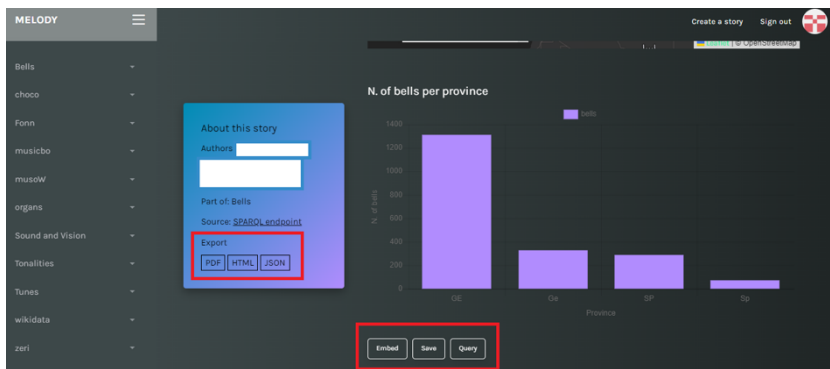 MELODY
Create a story
Sign out
Leaflet | © OpenStreetMap
Bells
choco
Fonn
musicbo
musoW
organs
Sound and Vision
Tonalities
Tunes
wikidata
zeri
About this story
Authors
Part of: Bells
Source: SPARQL endpoint
Export
PDF HTML JSON
N. of bells per province
bells
1400
1200
1000
800
600
400
200
0
N. of bells
GE Ge SP Sp
Province
Embed Save Query